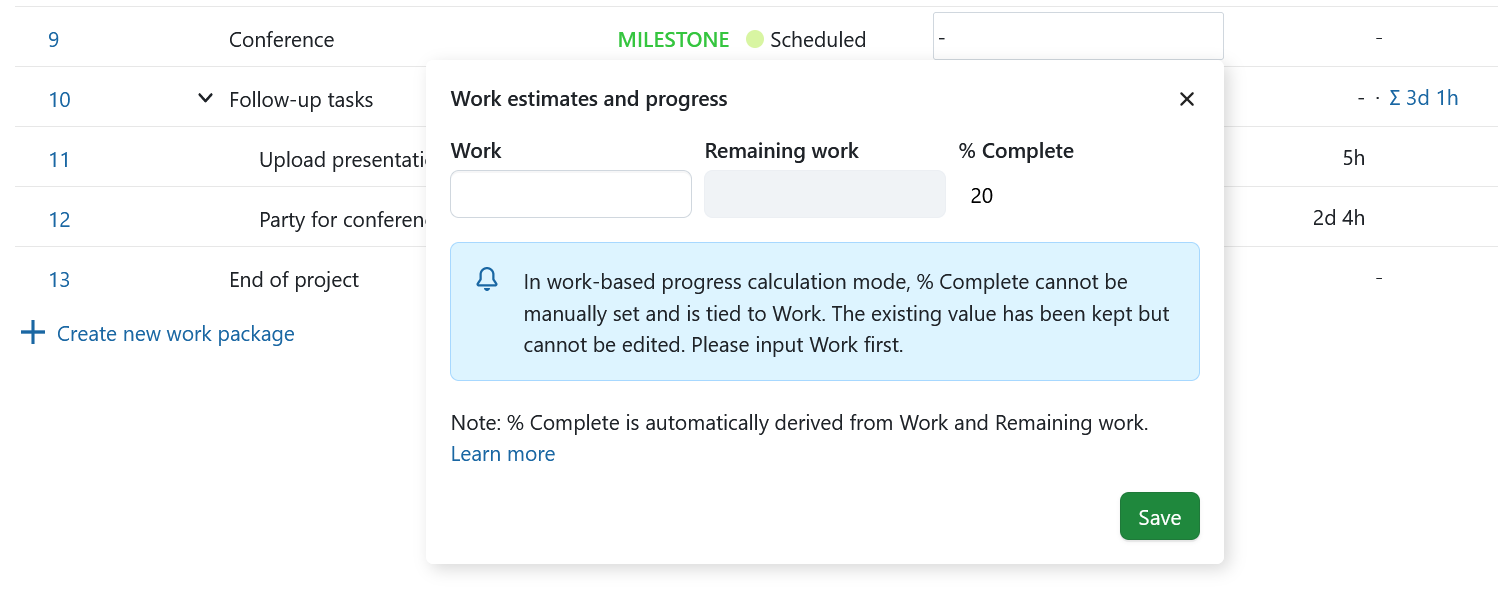 9 Conference MILESTONE Scheduled - -
10 Follow-up tasks - · Σ 3d 1h
11 Upload 5h
12 Party for 2d 4h
13 End of project -
Create new work package
Work estimates and progress
Work Remaining work % Complete
20
In work-based progress calculation mode, % Complete cannot be
manually set and is tied to Work. The existing value has been kept but
cannot be edited. Please input Work first.
Note: % Complete is automatically derived from Work and Remaining work.
Learn more
Save